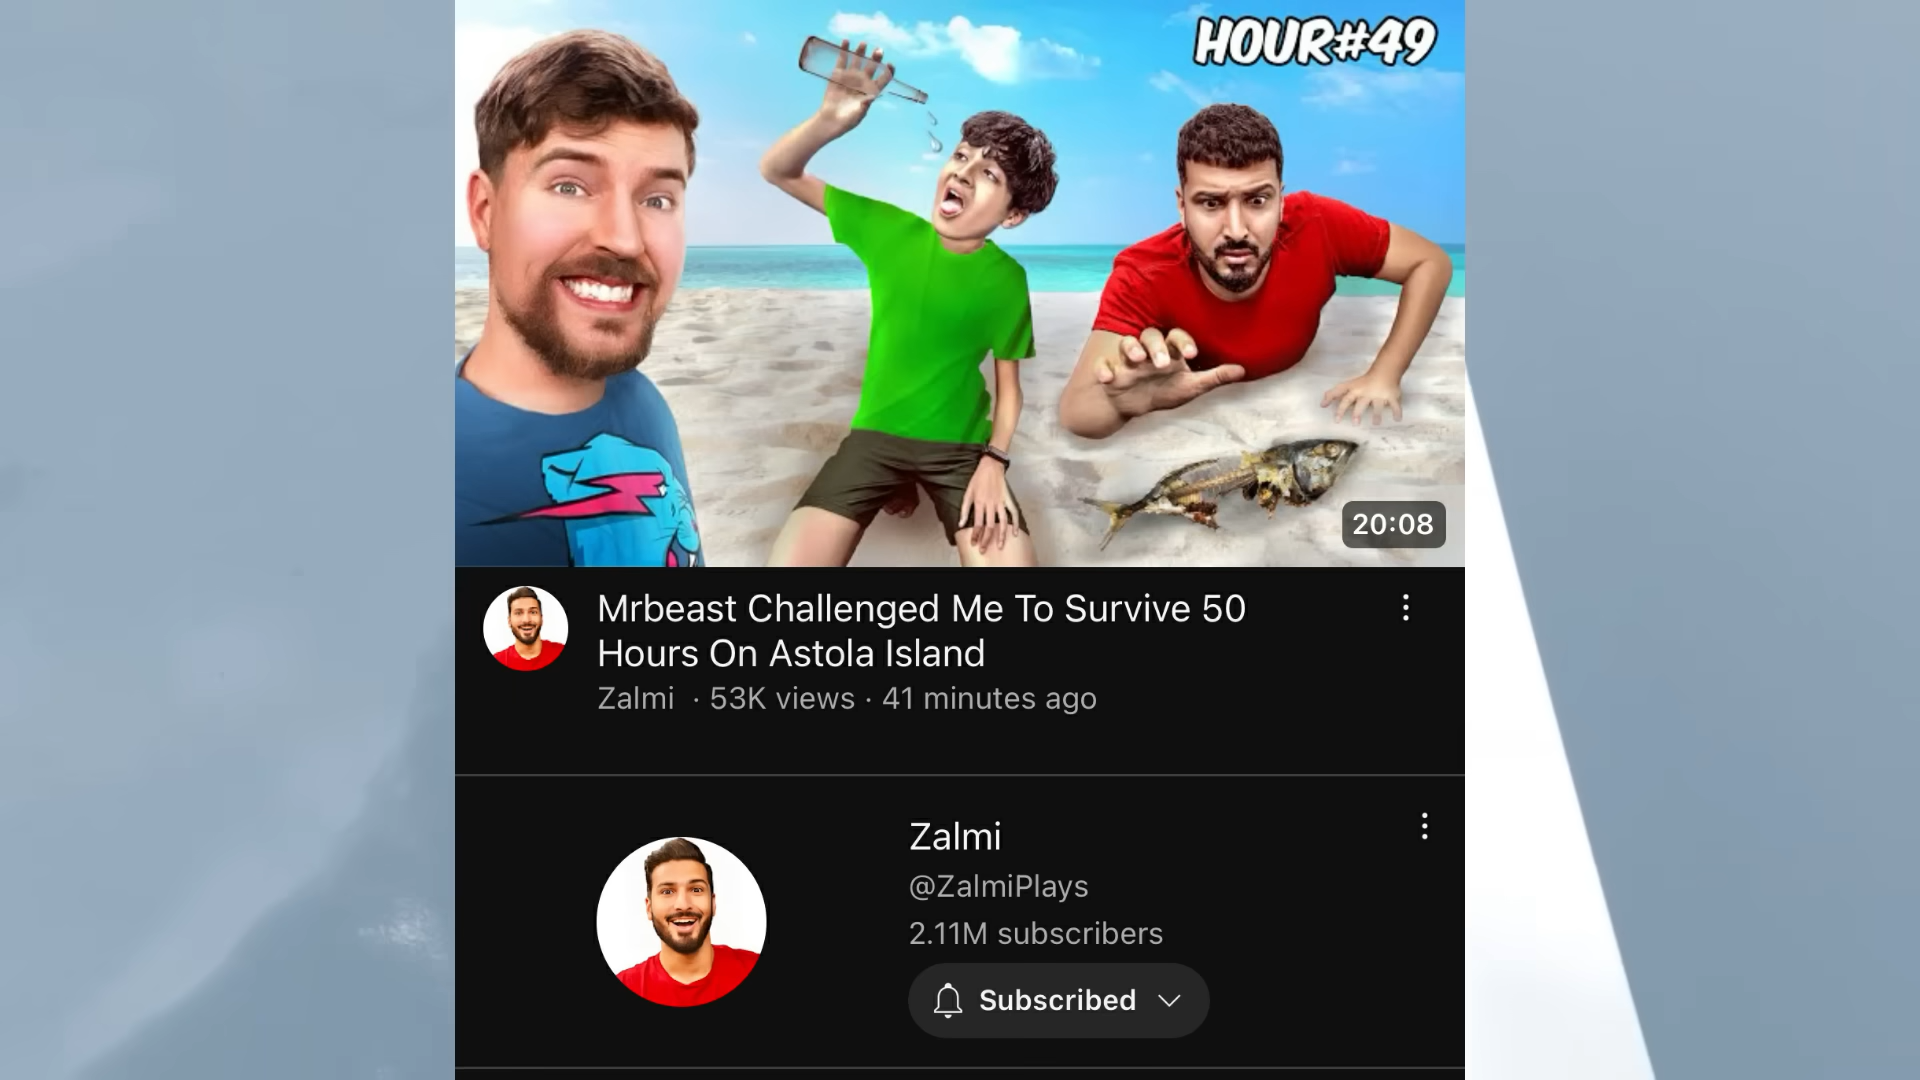 HOUR#49
20:08
Mrbeast Challenged Me To Survive 50
Hours On Astola Island
Zalmi · 53K views · 41 minutes ago
Zalmi
@ZalmiPlays
2.11M subscribers
Subscribed